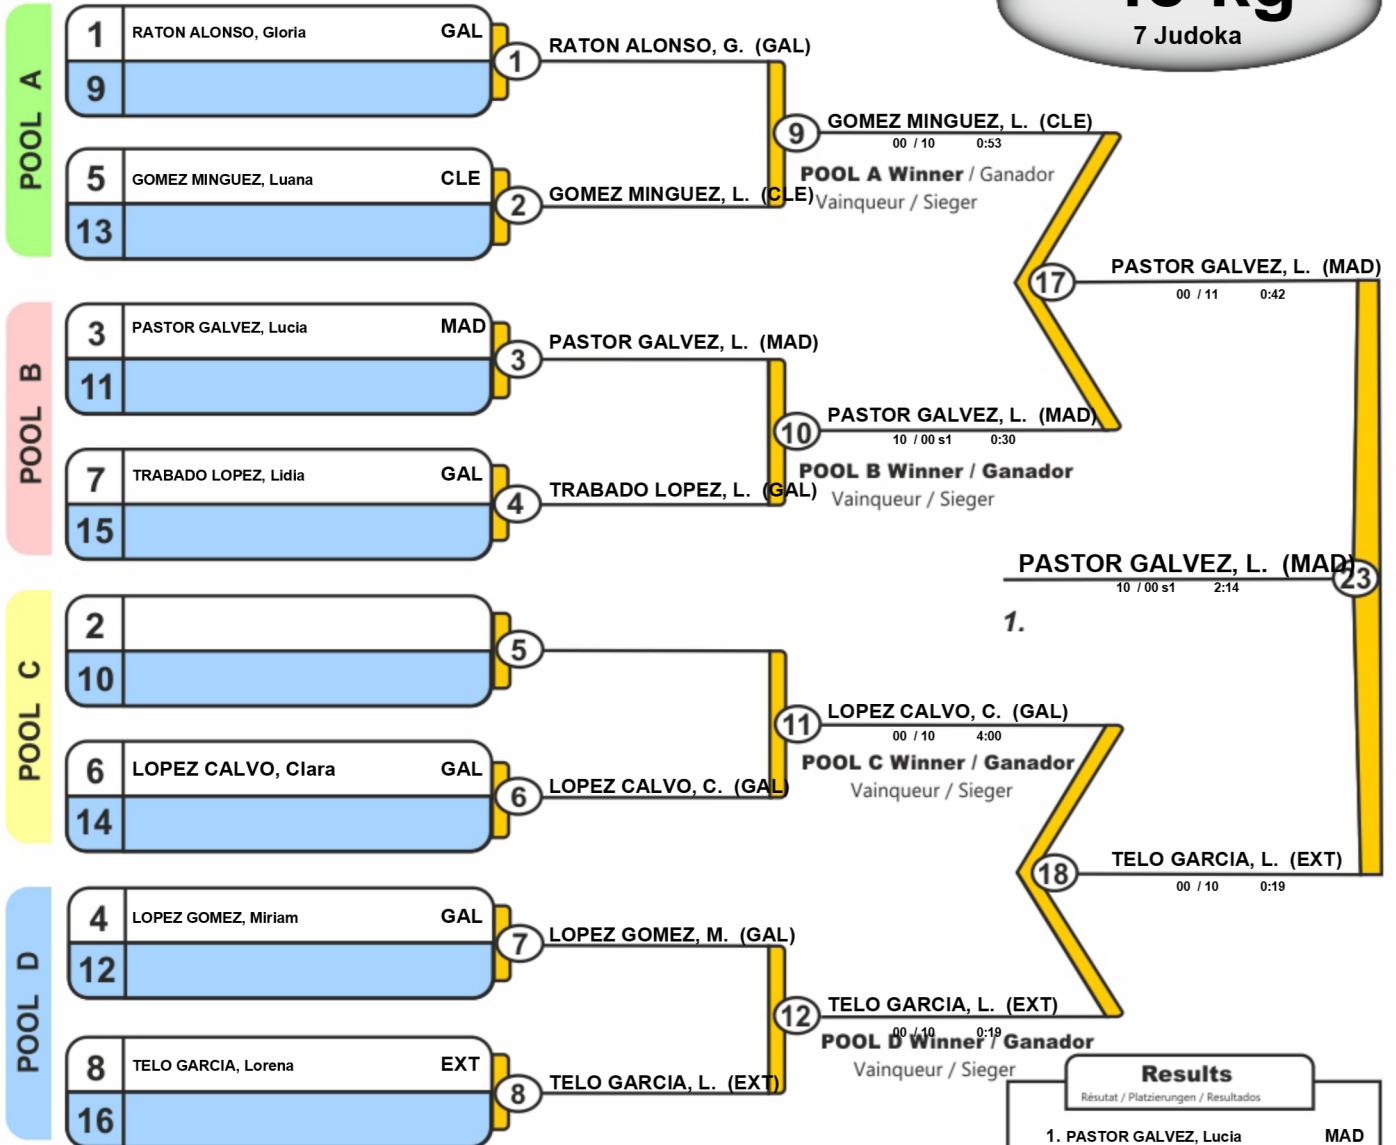 7 Judoka
POOL A
1 RATON ALONSO, Gloria GAL
9
5 GOMEZ MINGUEZ, Luana CLE
13
1 RATON ALONSO, G. (GAL)
2 GOMEZ MINGUEZ, L. (CLE)
9 GOMEZ MINGUEZ, L. (CLE)
00 / 10 0:53
POOL A Winner / Ganador
Vainqueur / Sieger
POOL B
3 PASTOR GALVEZ, Lucia MAD
11
7 TRABADO LOPEZ, Lidia GAL
15
3 PASTOR GALVEZ, L. (MAD)
4 TRABADO LOPEZ, L. (GAL)
10 PASTOR GALVEZ, L. (MAD)
10 / 00 s1 0:30
POOL B Winner / Ganador
Vainqueur / Sieger
17 PASTOR GALVEZ, L. (MAD)
00 / 11 0:42
PASTOR GALVEZ, L. (MAD) 23
10 / 00 s1 2:14
1.
POOL C
2
10
6 LOPEZ CALVO, Clara GAL
14
5
6 LOPEZ CALVO, C. (GAL)
11 LOPEZ CALVO, C. (GAL)
00 / 10 4:00
POOL C Winner / Ganador
Vainqueur / Sieger
POOL D
4 LOPEZ GOMEZ, Miriam GAL
12
8 TELO GARCIA, Lorena EXT
16
7 LOPEZ GOMEZ, M. (GAL)
8 TELO GARCIA, L. (EXT)
12 TELO GARCIA, L. (EXT)
00 / 10 0:19
POOL D Winner / Ganador
Vainqueur / Sieger
18 TELO GARCIA, L. (EXT)
00 / 10 0:19
Results
Résutat / Platzierungen / Resultados
1. PASTOR GALVEZ, Lucia MAD